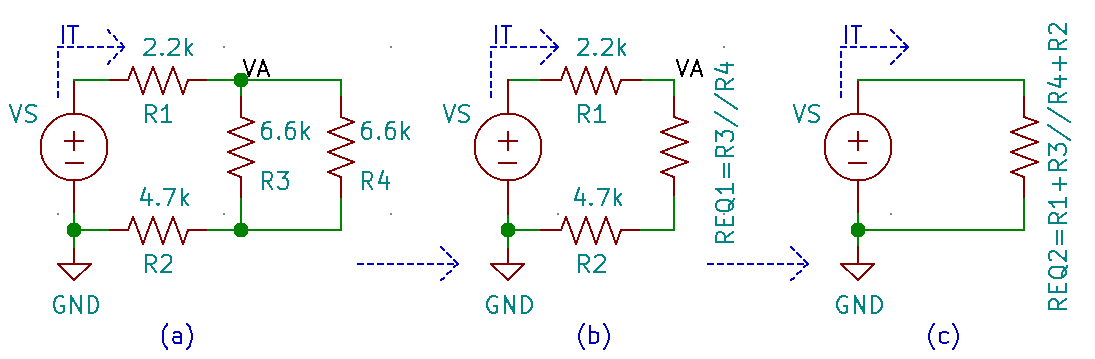 IT
2.2k
VA
VS
R1
6.6k
6.6k
R3
R4
4.7k
R2
GND
(a)
IT
2.2k
VA
VS
R1
REQ1=R3//R4
4.7k
R2
GND
(b)
IT
VS
REQ2=R1+R3//R4+R2
GND
(c)